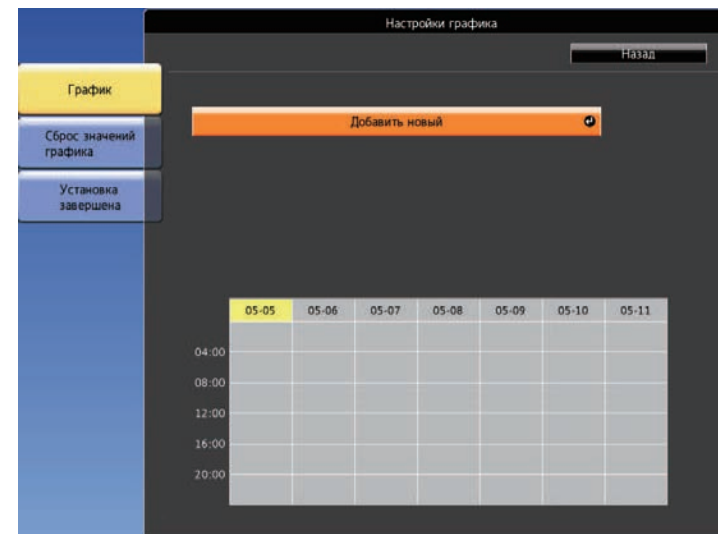 Настройки графика
Назад
График
Добавить новый
Сброс значений
графика
Установка
завершена
05-05 05-06 05-07 05-08 05-09 05-10 05-11
04:00
08:00
12:00
16:00
20:00